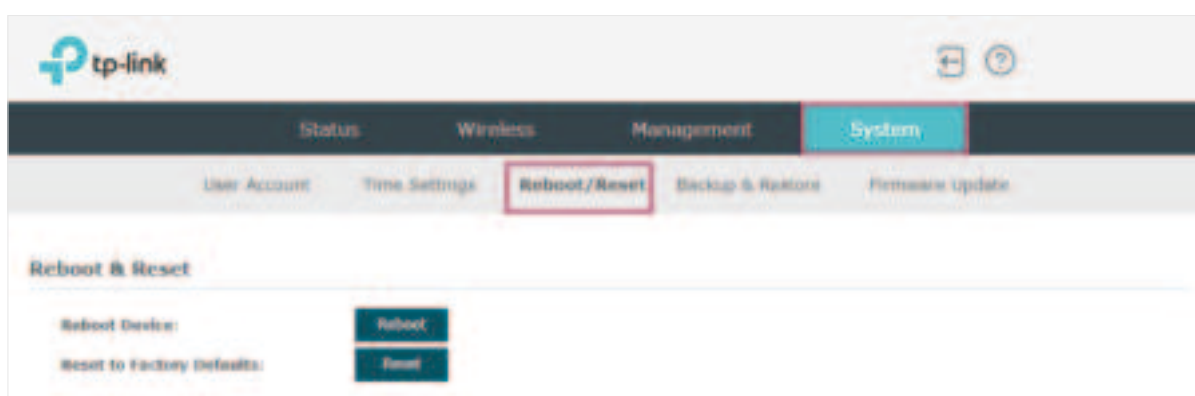 tp-link
Status Wireless Management System
User Account Time Settings Reboot/Reset Backup & Restore Firmware Update
Reboot & Reset
Reboot Device: Reboot
Reset to Factory Defaults: Reset